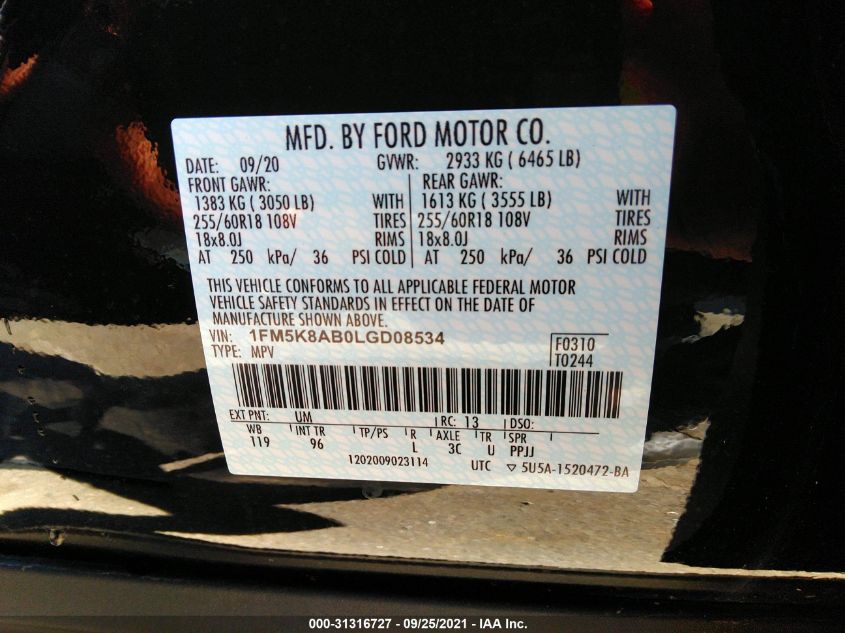 MFD. BY FORD MOTOR CO.
DATE: 09/20 GVWR: 2933 KG ( 6465 LB)
FRONT GAWR: REAR GAWR:
1383 KG ( 3050 LB) WITH 1613 KG ( 3555 LB) WITH
255/60R18 108V TIRES 255/60R18 108V TIRES
18x8.0J RIMS 18x8.0J RIMS
AT 250 kPa/ 36 PSI COLD AT 250 kPa/ 36 PSI COLD
THIS VEHICLE CONFORMS TO ALL APPLICABLE FEDERAL MOTOR
VEHICLE SAFETY STANDARDS IN EFFECT ON THE DATE OF
MANUFACTURE SHOWN ABOVE.
VIN: 1FM5K8AB0LGD08534 F0310
TYPE: MPV T0244
EXT PNT: UM RC: 13 DSO:
WB INT TR TP/PS R AXLE TR SPR
119 96 L 3C U PPJJ
1202009023114 UTC ▽ 5U5A-1520472-BA
000-31316727 - 09/25/2021 - IAA Inc.